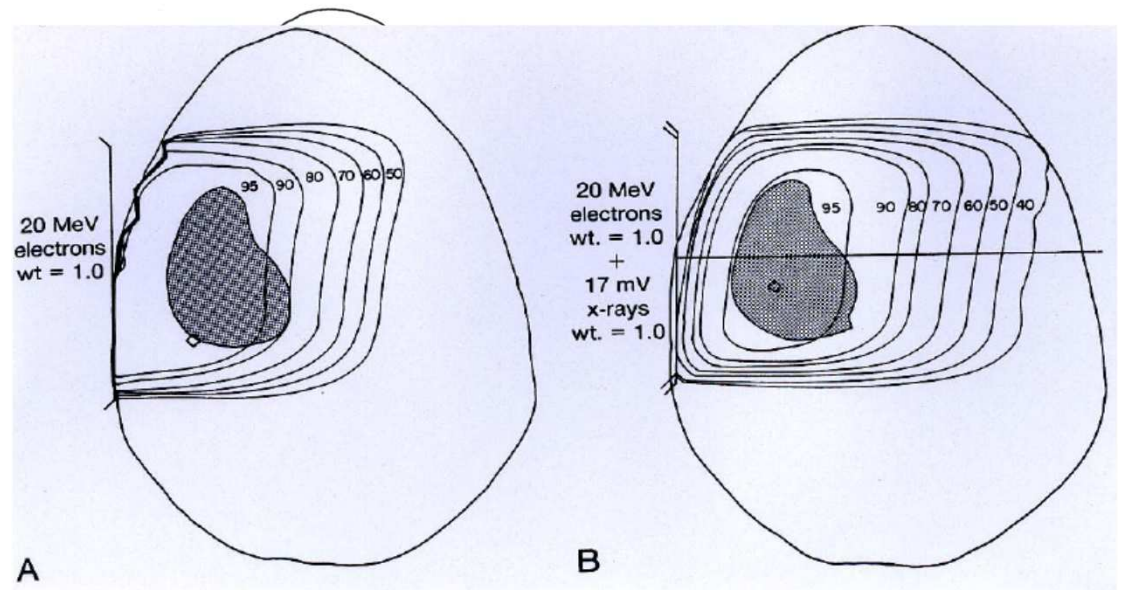 20 MeV
electrons
wt = 1.0
95 90 80 70 60 50
A
20 MeV
electrons
wt. = 1.0
+
17 mV
x-rays
wt. = 1.0
95 90 80 70 60 50 40
B